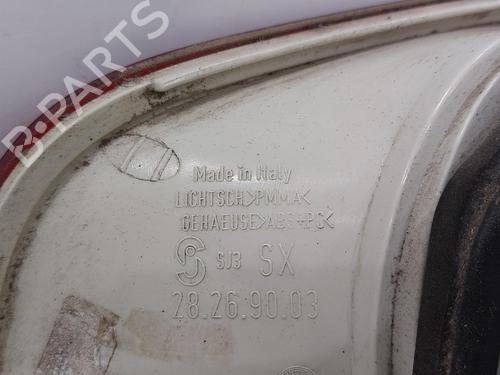 B-PARTS
Made in Italy
LICHTSCH>PMMA<
GEHAEUSE>ABS+PC<
SJ3 SX
28.26.90.03